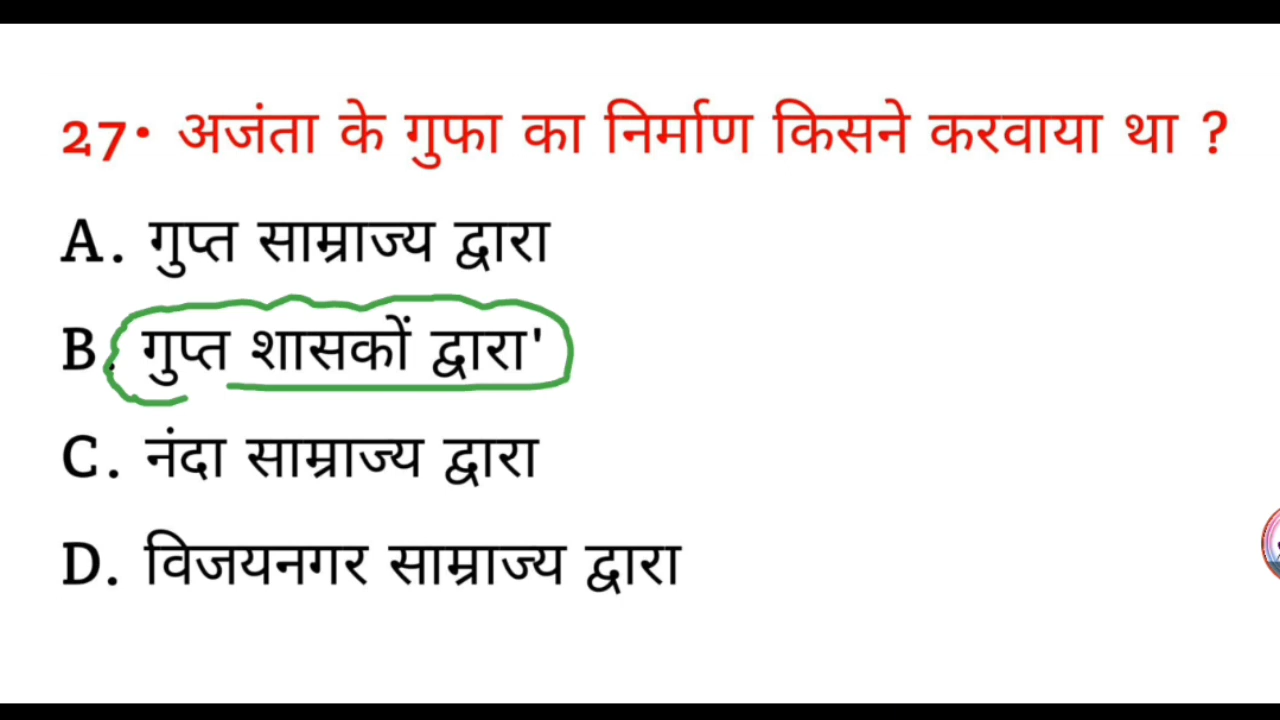 27• अजंता के गुफा का निर्माण किसने करवाया था ?
A. गुप्त साम्राज्य द्वारा
B. गुप्त शासकों द्वारा'
C. नंदा साम्राज्य द्वारा
D. विजयनगर साम्राज्य द्वारा